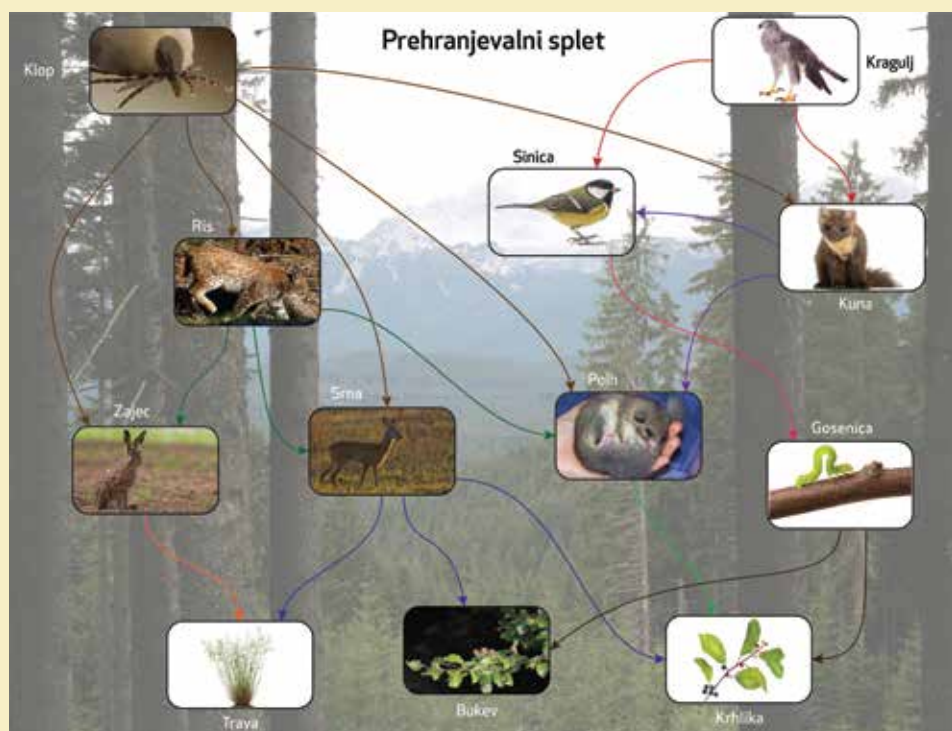 Prehranjevalni splet
Klop
Kragulj
Sinica
Ris
Kuna
Zajec
Srna
Polh
Gosenica
Trava
Bukev
Krhlika